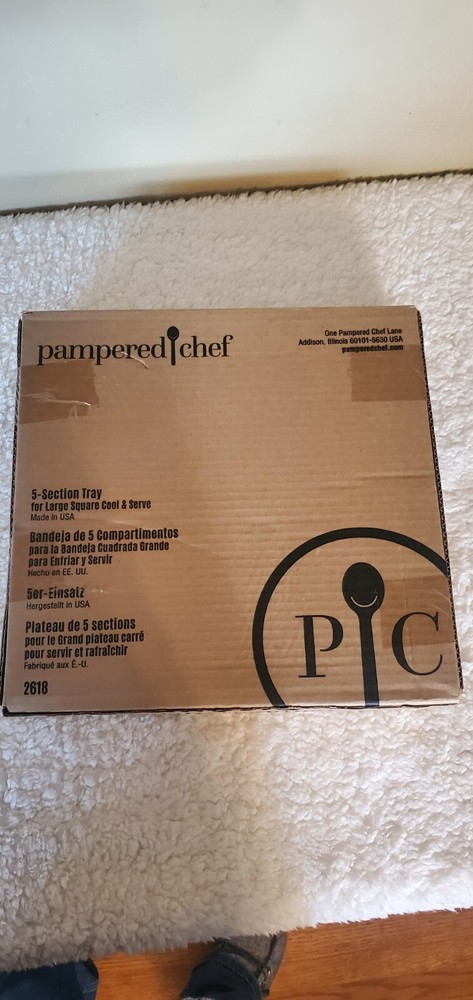 pampered chef
One Pampered Chef Lane
Addison, Illinois 60101-5630 USA
pamperedchef.com
5-Section Tray
for Large Square Cool & Serve
Made in USA
Bandeja de 5 Compartimentos
para la Bandeja Cuadrada Grande
para Enfriar y Servir
Hecho en EE. UU.
5er-Einsatz
Hergestellt in USA
Plateau de 5 sections
pour le Grand plateau carré
pour servir et rafraîchir
Fabriqué aux É.-U.
2618
P C